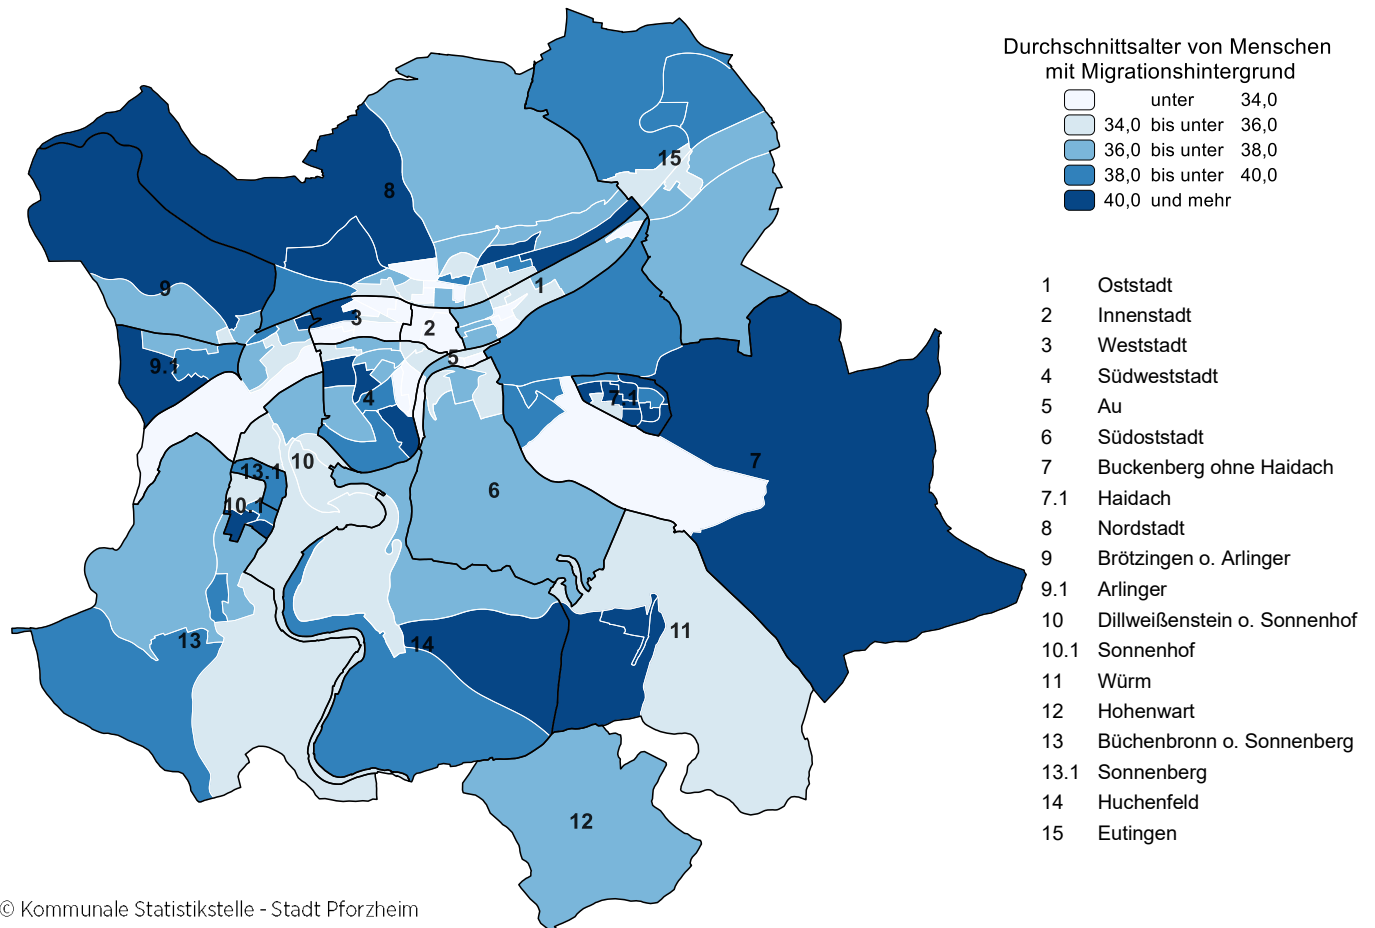 Durchschnittsalter von Menschen
mit Migrationshintergrund
unter 34,0
34,0 bis unter 36,0
36,0 bis unter 38,0
38,0 bis unter 40,0
40,0 und mehr
1 Oststadt
2 Innenstadt
3 Weststadt
4 Südweststadt
5 Au
6 Südoststadt
7 Buckenberg ohne Haidach
7.1 Haidach
8 Nordstadt
9 Brötzingen o. Arlinger
9.1 Arlinger
10 Dillweißenstein o. Sonnenhof
10.1 Sonnenhof
11 Würm
12 Hohenwart
13 Büchenbronn o. Sonnenberg
13.1 Sonnenberg
14 Huchenfeld
15 Eutingen
15
8
9
1
3
2
5
9.1
4
7.1
10
13.1
7
6
10.1
11
13
14
12
© Kommunale Statistikstelle - Stadt Pforzheim